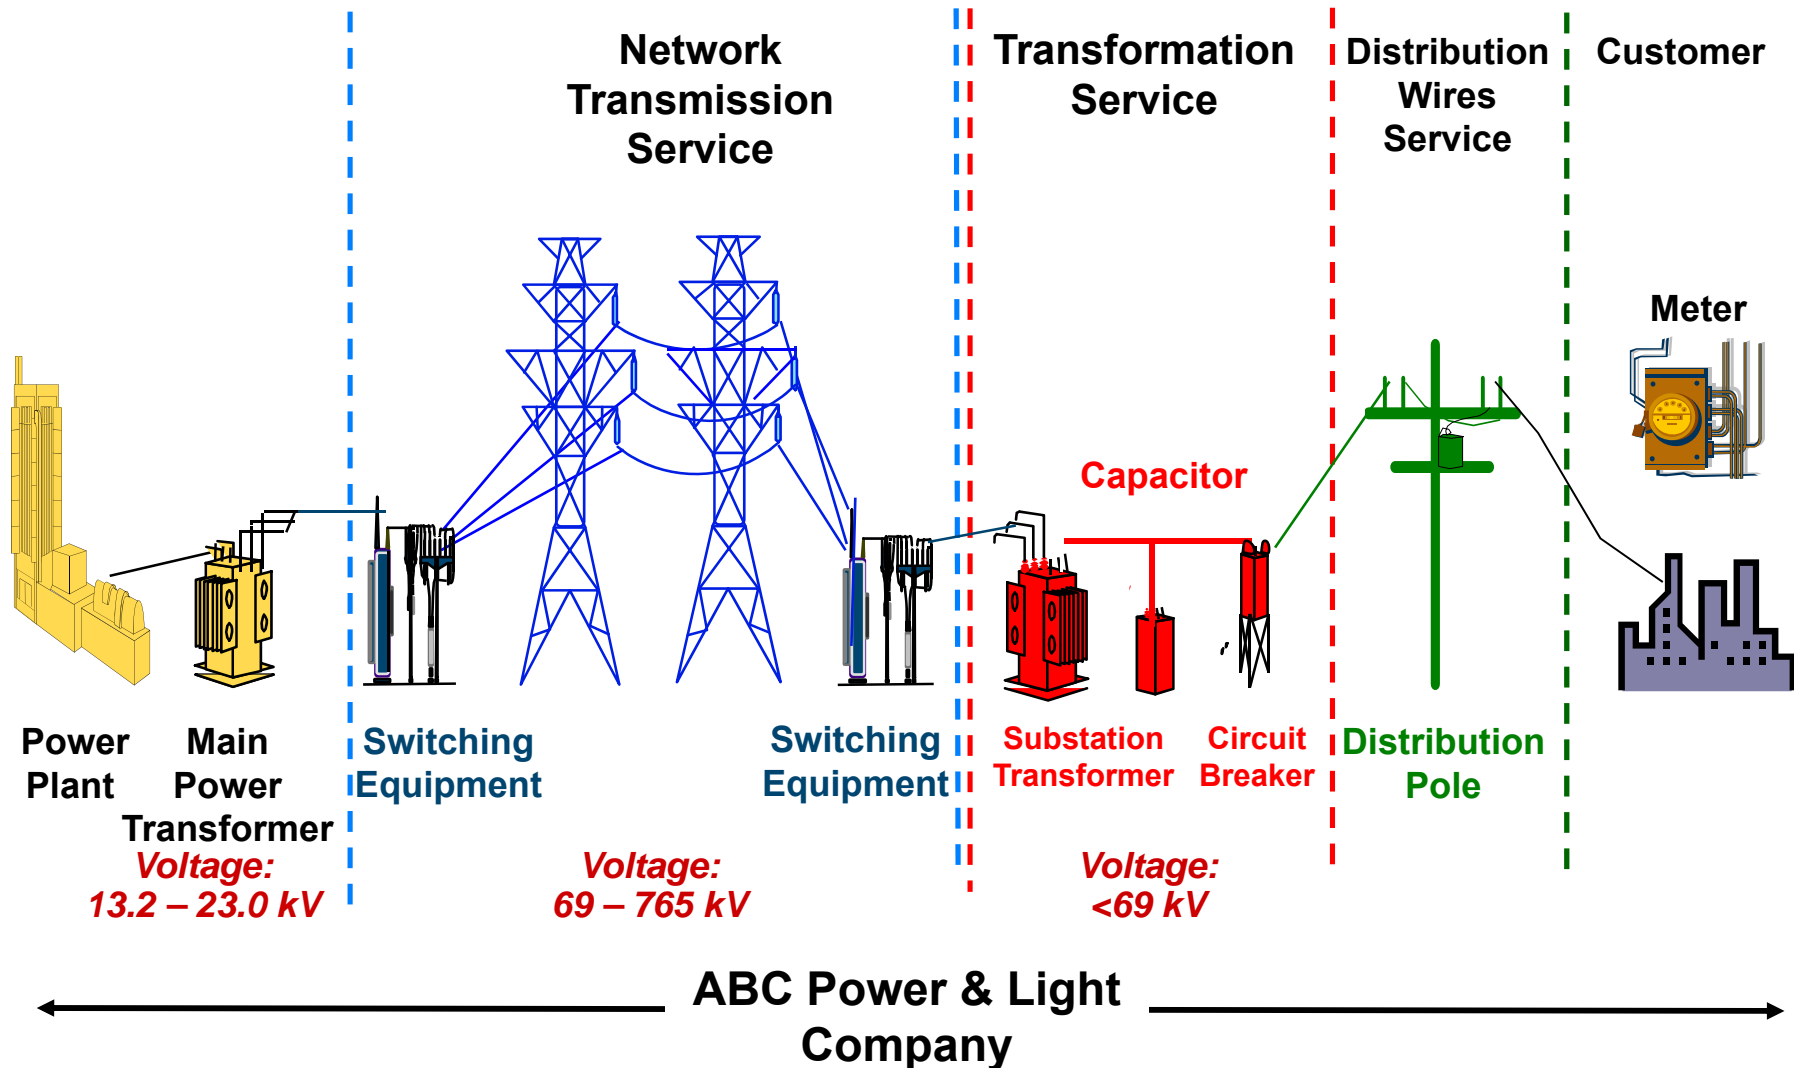 Network
Transmission
Service
Transformation
Service
Distribution
Wires
Service
Customer
Meter
Capacitor
Power
Plant
Main
Power
Transformer
Switching
Equipment
Switching
Equipment
Substation
Transformer
Circuit
Breaker
Distribution
Pole
Voltage:
13.2 – 23.0 kV
Voltage:
69 – 765 kV
Voltage:
<69 kV
ABC Power & Light
Company